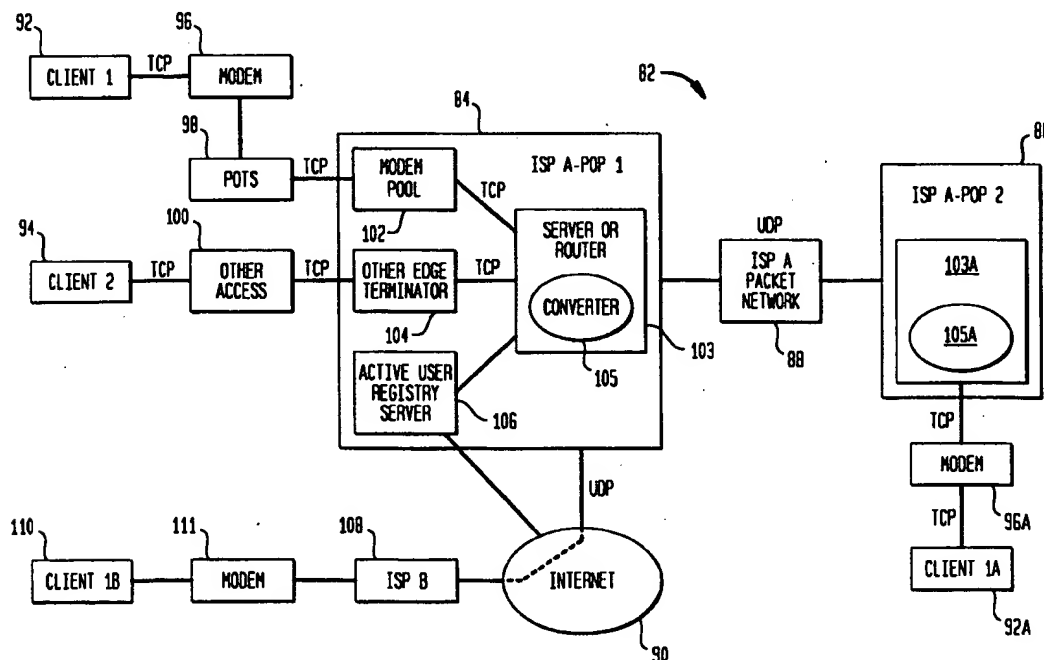 92
96
CLIENT 1
TCP
MODEM
82
84
98
POTS
TCP
MODEM
POOL
102
ISP A-POP 1
TCP
ISP A-POP 2
94
100
CLIENT 2
TCP
OTHER
ACCESS
TCP
OTHER EDGE
TERMINATOR
104
TCP
SERVER OR
ROUTER
CONVERTER
105
103
UDP
ISP A
PACKET
NETWORK
88
103A
105A
ACTIVE USER
REGISTRY
SERVER
106
TCP
MODEM
96A
TCP
CLIENT 1A
92A
UDP
110
111
108
CLIENT 1B
MODEM
ISP B
INTERNET
90